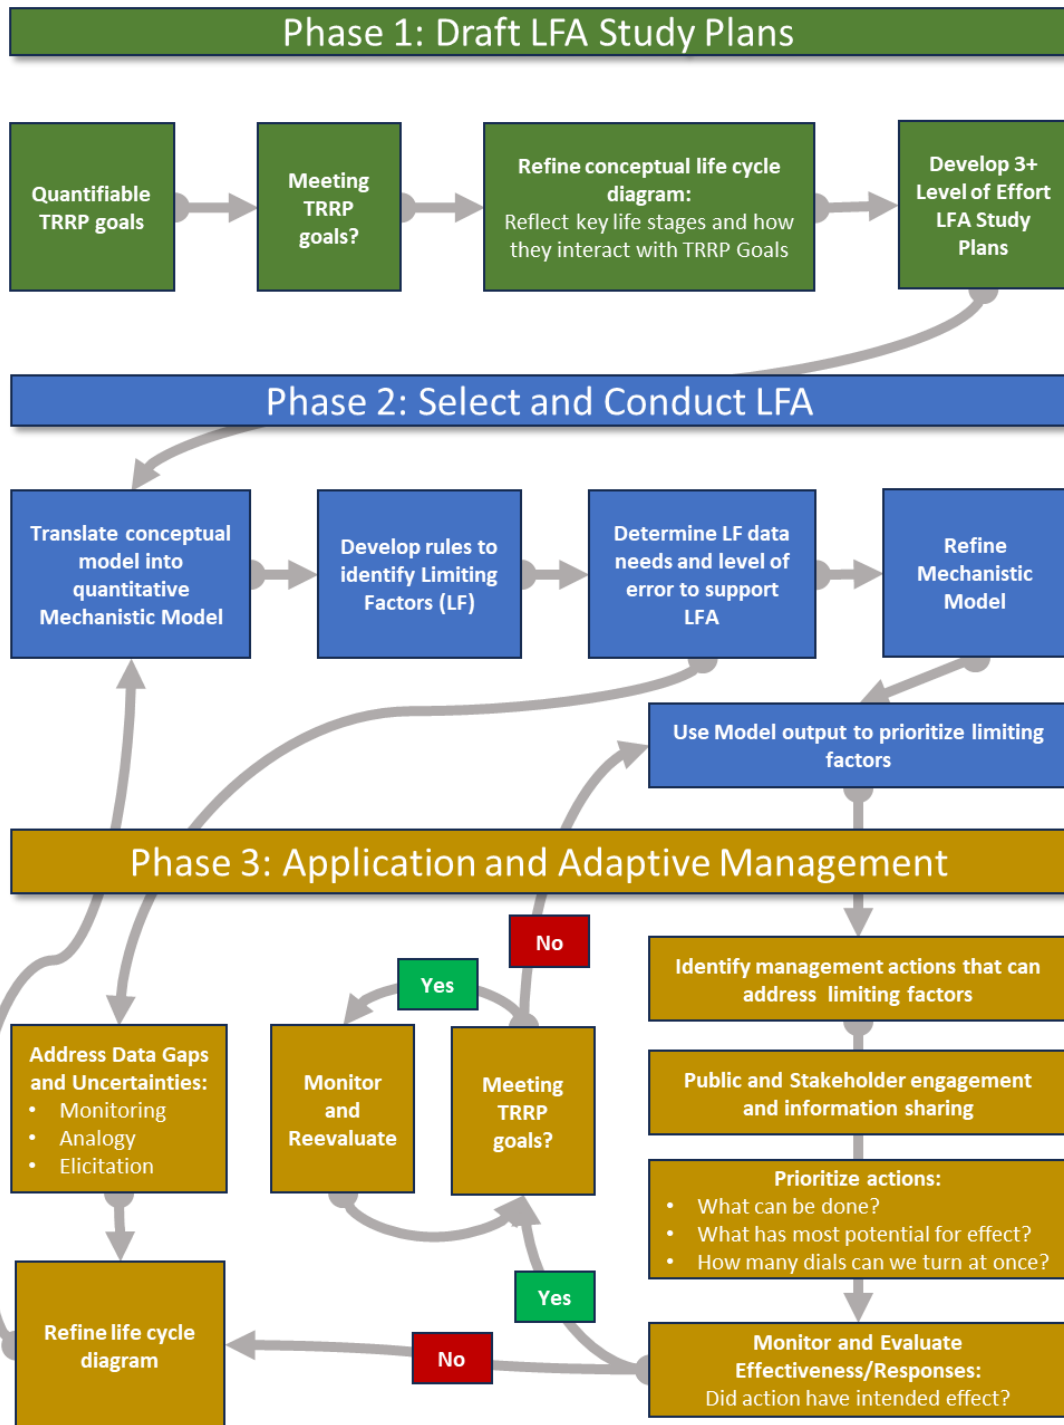 Phase 1: Draft LFA Study Plans
Quantifiable
TRRP goals
Meeting
TRRP
goals?
Refine conceptual life cycle
diagram:
Reflect key life stages and how
they interact with TRRP Goals
Develop 3+
Level of Effort
LFA Study
Plans
Phase 2: Select and Conduct LFA
Translate conceptual
model into
quantitative
Mechanistic Model
Develop rules to
identify Limiting
Factors (LF)
Determine LF data
needs and level of
error to support
LFA
Refine
Mechanistic
Model
Use Model output to prioritize limiting
factors
Phase 3: Application and Adaptive Management
No
Yes
Identify management actions that can
address limiting factors
Address Data Gaps
and Uncertainties:
• Monitoring
• Analogy
• Elicitation
Monitor
and
Reevaluate
Meeting
TRRP
goals?
Public and Stakeholder engagement
and information sharing
Prioritize actions:
• What can be done?
• What has most potential for effect?
• How many dials can we turn at once?
Yes
Refine life cycle
diagram
No
Monitor and Evaluate
Effectiveness/Responses:
Did action have intended effect?